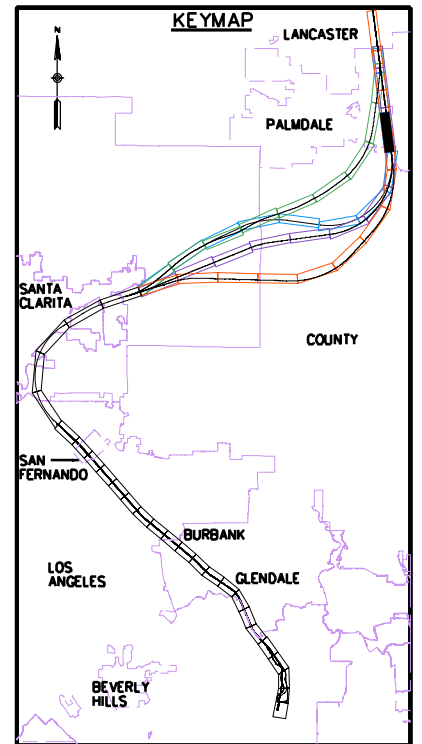 KEYMAP
LANCASTER
N
PALMDALE
SANTA
CLARITA
COUNTY
SAN
FERNANDO
BURBANK
LOS
ANGELES
GLENDALE
BEVERLY
HILLS